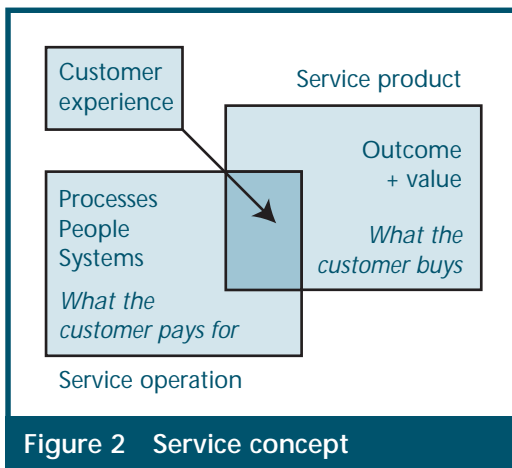 Customer
experience
Service product
Outcome
+ value
What the
customer buys
Processes
People
Systems
What the
customer pays for
Service operation
Figure 2 Service concept